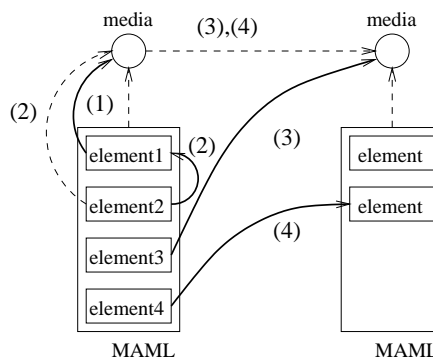 media
media
(3),(4)
(2)
(1)
(2)
(3)
element1
element
element2
element
element3
(4)
element4
MAML
MAML